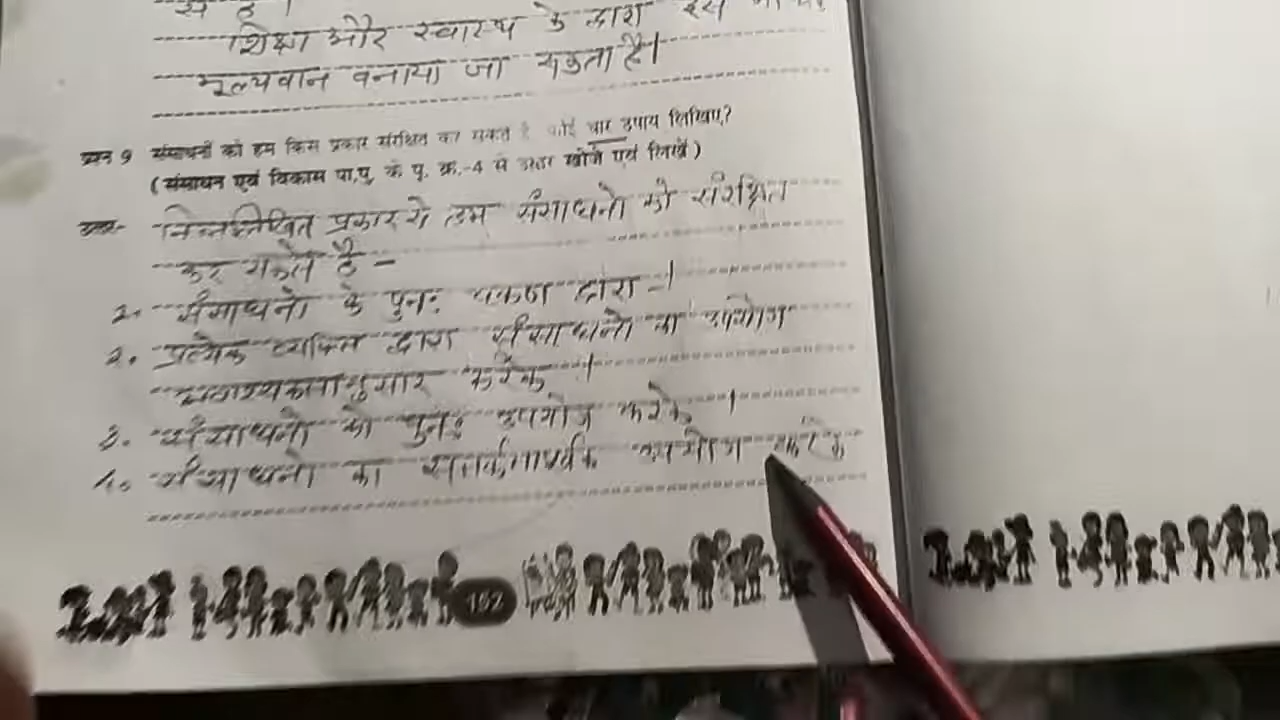 से है ।
शिक्षा और स्वास्थ्य के द्वारा इसे
मूल्यवान बनाया जा सकता है।
प्रश्न 9 संसाधनों को हम किस प्रकार संरक्षित कर सकते है कोई चार उपाय लिखिए?
(संसाधन एवं विकास पा.पु. के पृ. क्र.-4 से उत्तर खोजें एवं लिखें)
उत्तर- निम्नलिखित प्रकार से हम संसाधनो को संरक्षित
कर सकते है -
1. संसाधनो के पुनः चक्रण द्वारा -।
2. प्रत्येक व्यक्ति द्वारा संसाधनो का उपयोग
आवश्यकतानुसार करके ।
3. संसाधनो को पुनः उपयोग करके ।
4. संसाधनो का सतर्कतापूर्वक उपयोग करके
152